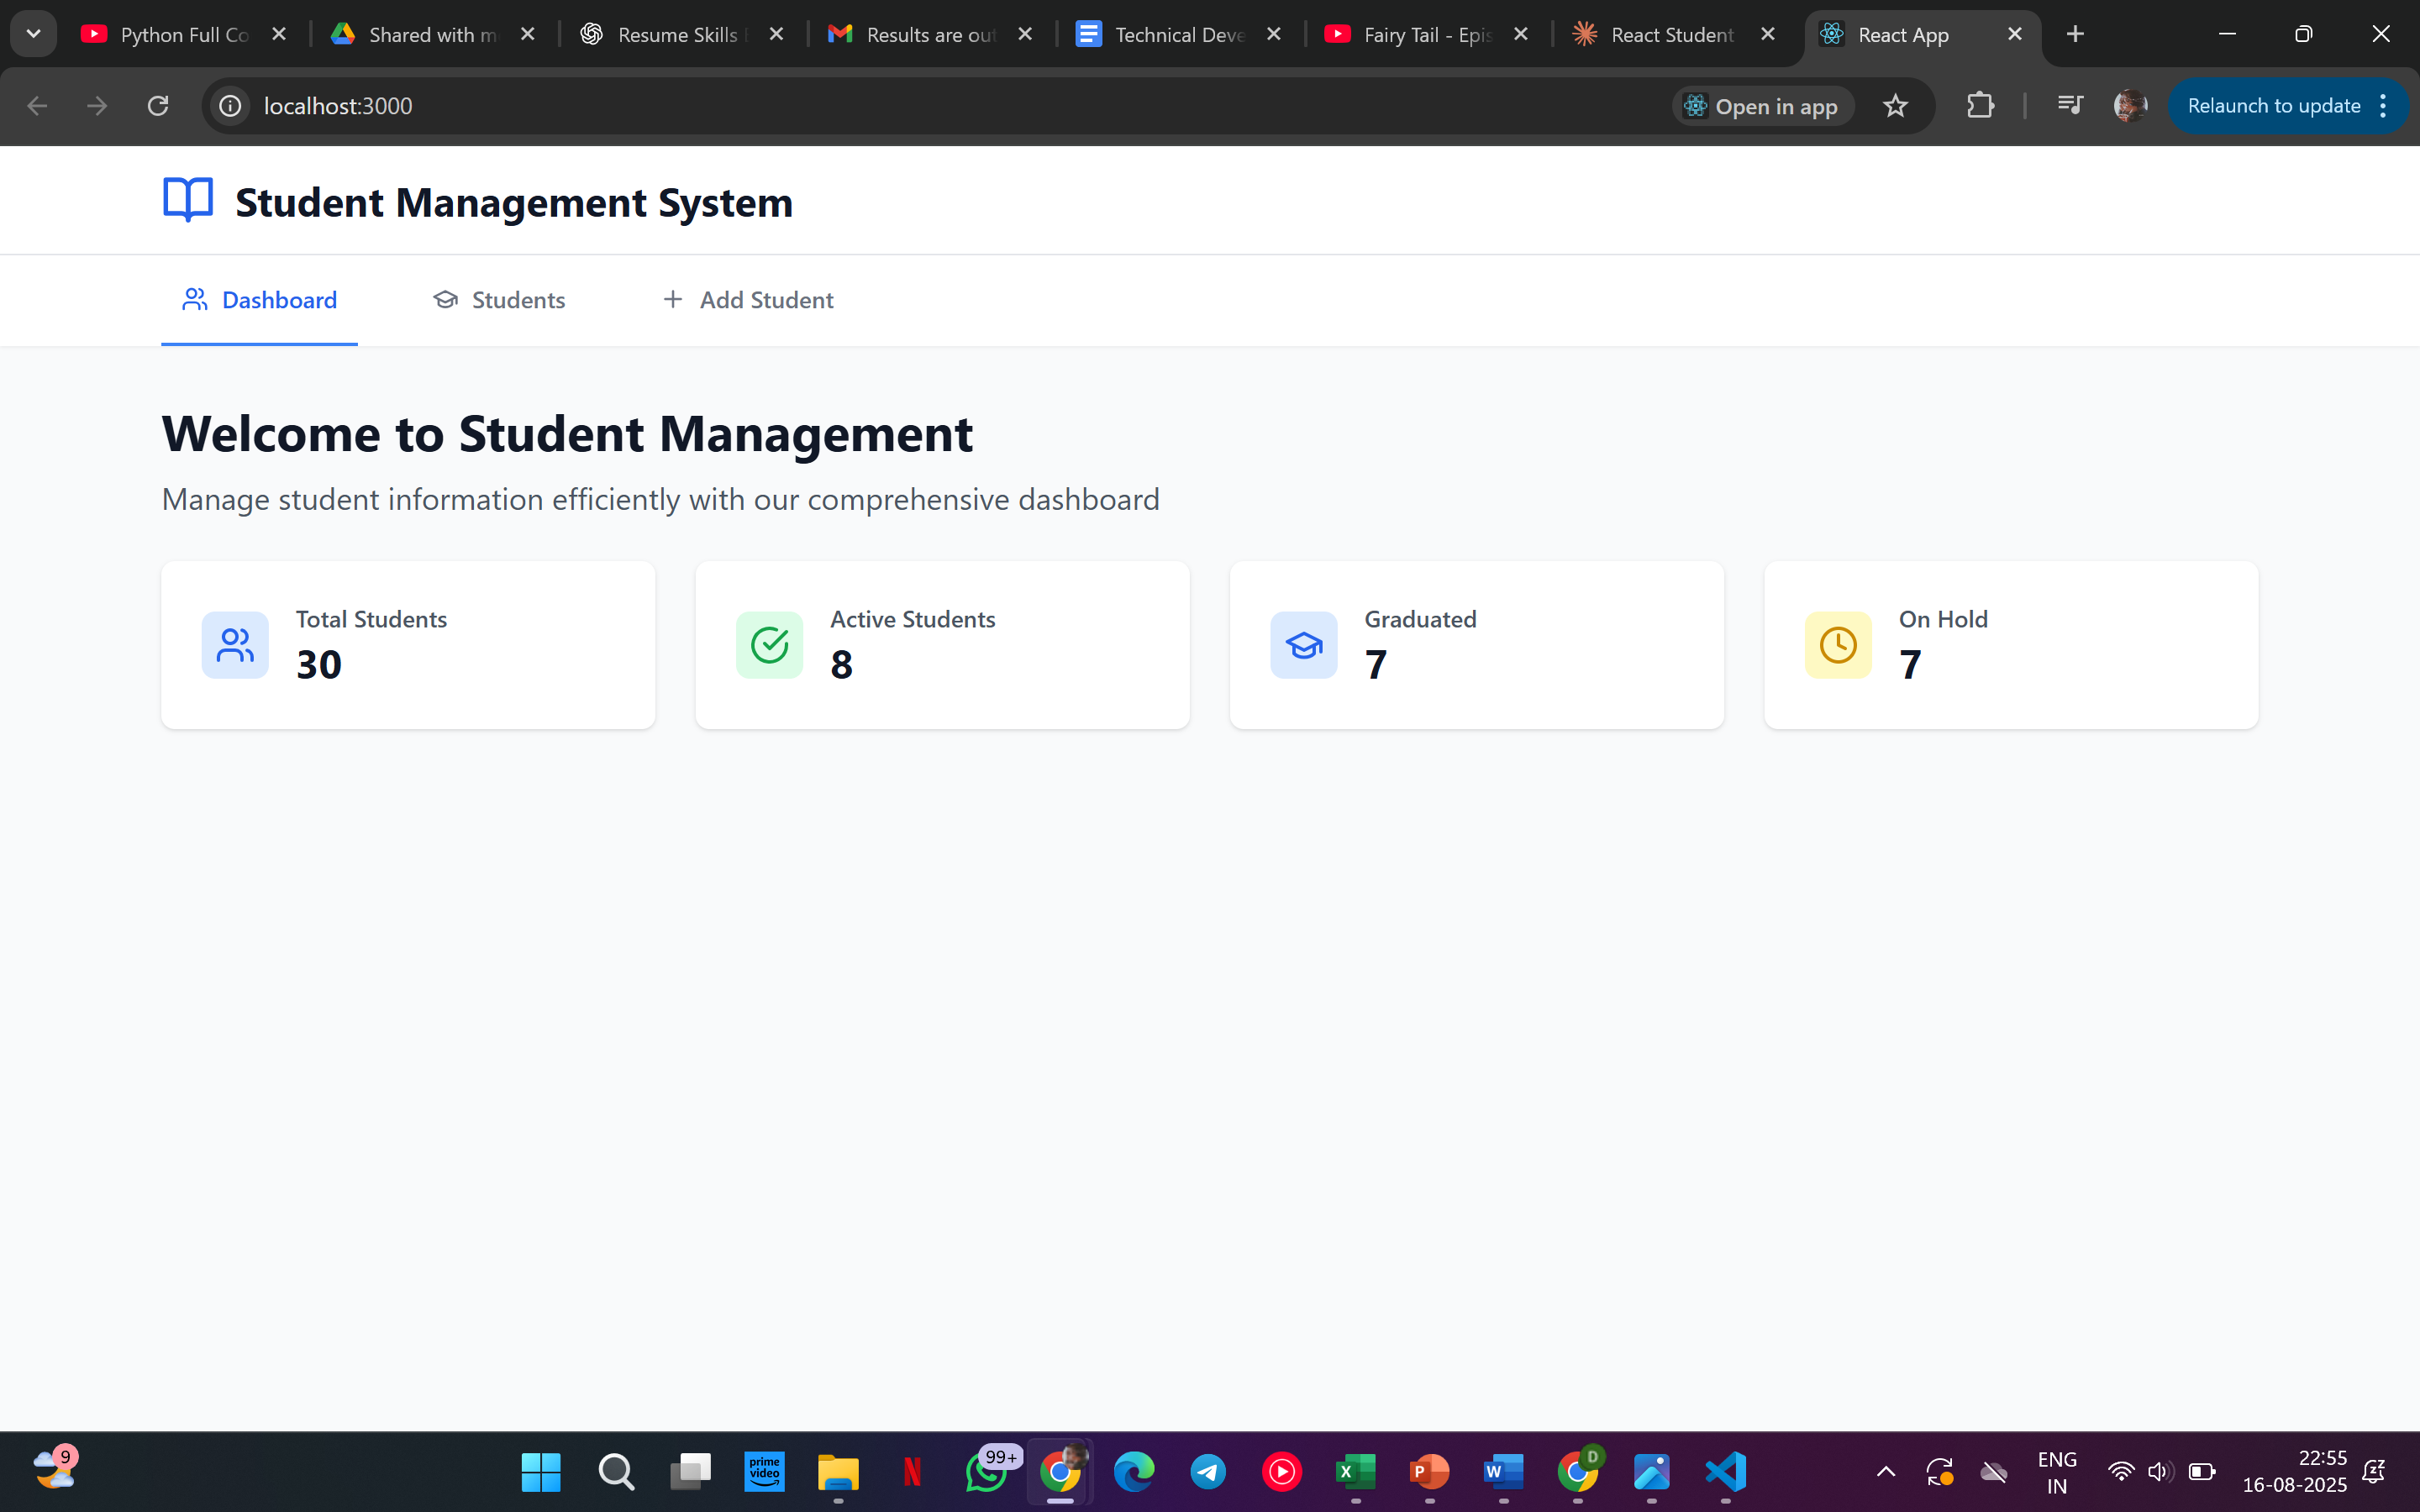 Python Full Co
Shared with m
Resume Skills
Results are out
Technical Deve
Fairy Tail - Epis
React Student
React App
localhost:3000
Open in app
Relaunch to update
Student Management System
Dashboard
Students
Add Student
Welcome to Student Management
Manage student information efficiently with our comprehensive dashboard
Total Students
30
Active Students
8
Graduated
7
On Hold
7
9
prime
video
N
99+
X
P
W
D
ENG
IN
22:55
16-08-2025